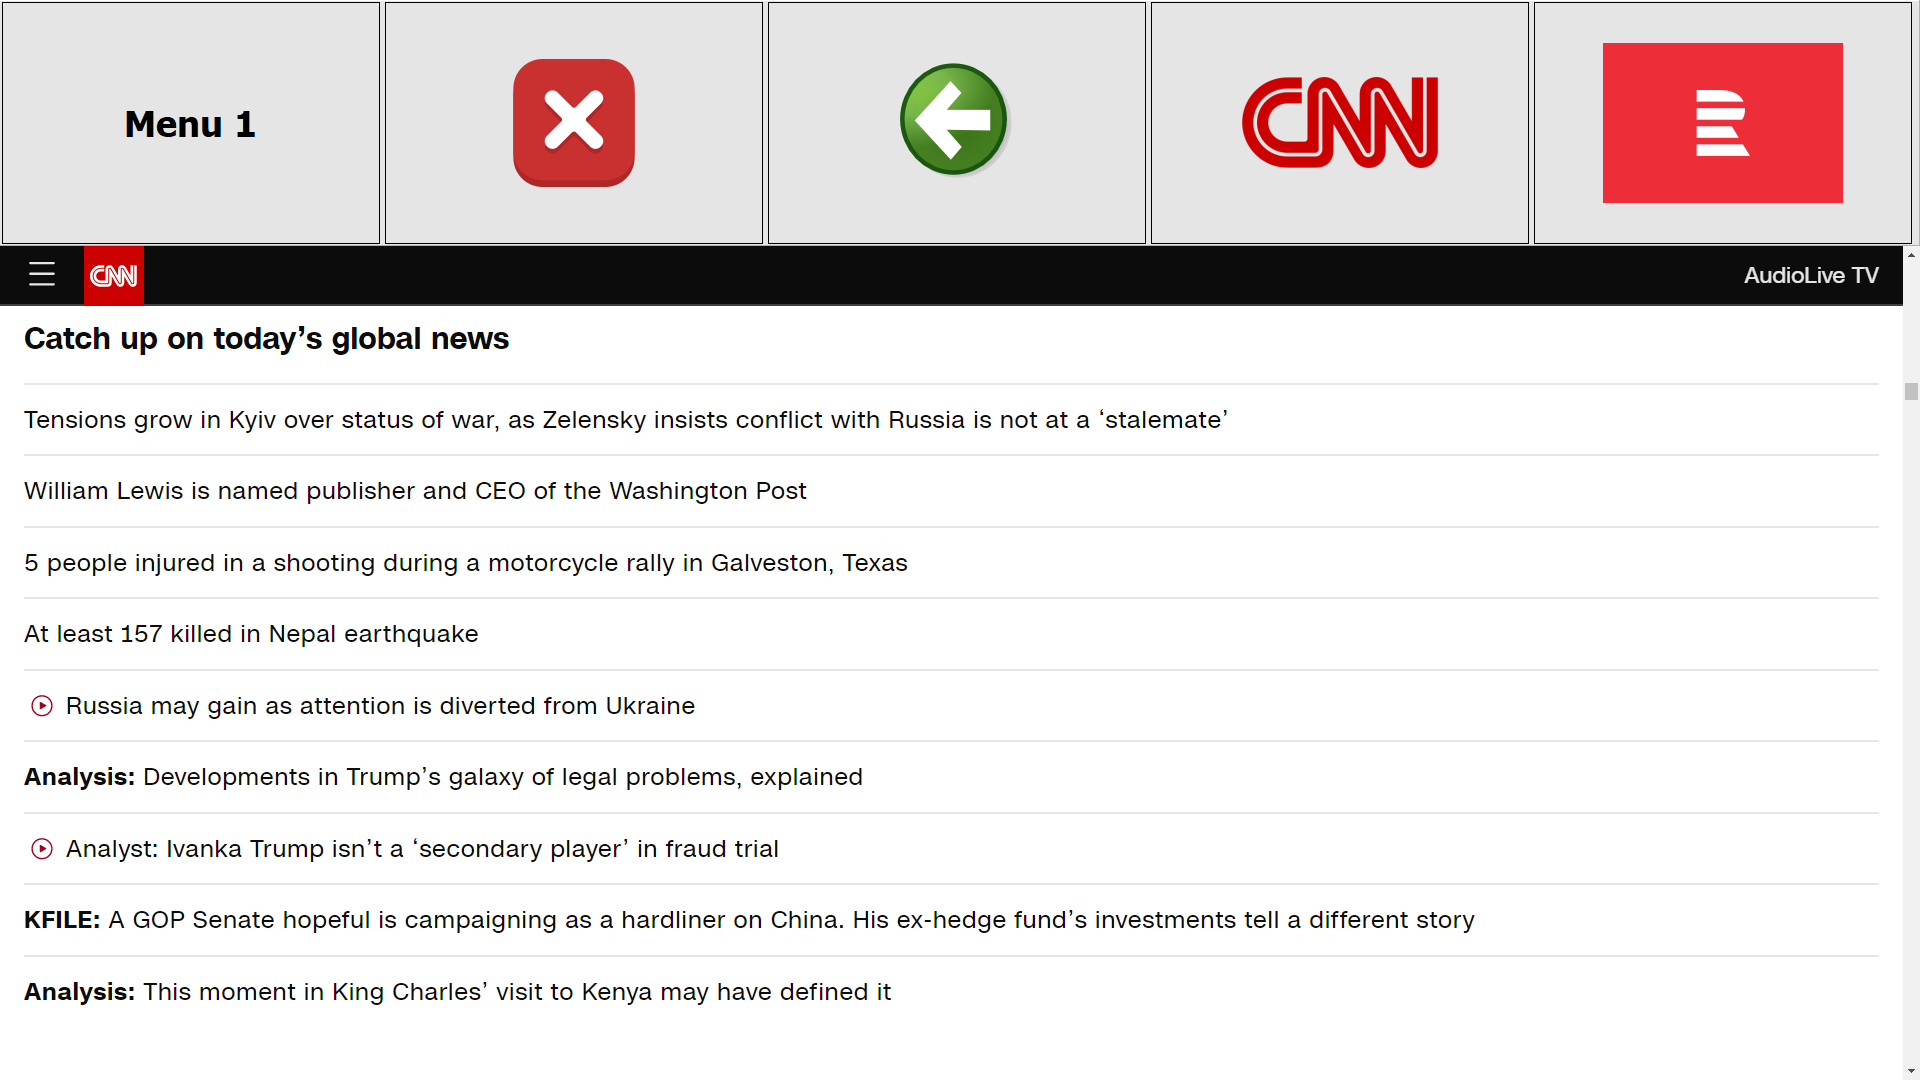 Menu 1
CNN
CNN
AudioLive TV
Catch up on today’s global news
Tensions grow in Kyiv over status of war, as Zelensky insists conflict with Russia is not at a ‘stalemate’
William Lewis is named publisher and CEO of the Washington Post
5 people injured in a shooting during a motorcycle rally in Galveston, Texas
At least 157 killed in Nepal earthquake
Russia may gain as attention is diverted from Ukraine
Analysis: Developments in Trump’s galaxy of legal problems, explained
Analyst: Ivanka Trump isn’t a ‘secondary player’ in fraud trial
KFILE: A GOP Senate hopeful is campaigning as a hardliner on China. His ex-hedge fund’s investments tell a different story
Analysis: This moment in King Charles’ visit to Kenya may have defined it